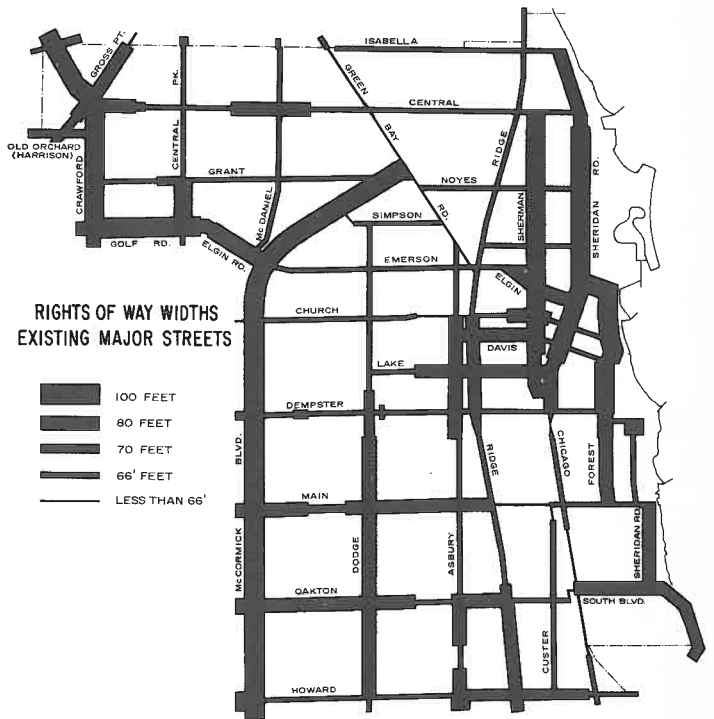 ISABELLA
GROSS PT.
CENTRAL PK.
GREEN BAY RD.
CENTRAL
OLD ORCHARD
(HARRISON)
CRAWFORD
RIDGE
GRANT
McDANIEL
NOYES
SHERMAN
SHERIDAN RD.
SIMPSON
GOLF RD.
ELGIN RD.
EMERSON
ELGIN
RIGHTS OF WAY WIDTHS
EXISTING MAJOR STREETS
CHURCH
DAVIS
LAKE
100 FEET
80 FEET
70 FEET
66' FEET
LESS THAN 66'
DEMPSTER
McCORMICK BLVD.
RIDGE
CHICAGO
FOREST
MAIN
DODGE
ASBURY
SHERIDAN RD.
OAKTON
SOUTH BLVD.
CUSTER
HOWARD